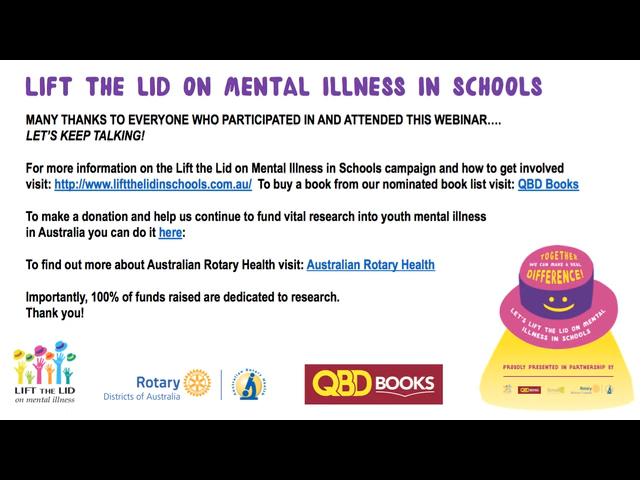 LIFT THE LID ON MENTAL ILLNESS IN SCHOOLS
MANY THANKS TO EVERYONE WHO PARTICIPATED IN AND ATTENDED THIS WEBINAR….
LET'S KEEP TALKING!
For more information on the Lift the Lid on Mental Illness in Schools campaign and how to get involved
visit: http://www.liftthelidinschools.com.au/ To buy a book from our nominated book list visit: QBD Books
To make a donation and help us continue to fund vital research into youth mental illness
in Australia you can do it here:
To find out more about Australian Rotary Health visit: Australian Rotary Health
Importantly, 100% of funds raised are dedicated to research.
Thank you!
TOGETHER
WE CAN MAKE A REAL
DIFFERENCE!
LET'S LIFT THE LID ON MENTAL
ILLNESS IN SCHOOLS
PROUDLY PRESENTED IN PARTNERSHIP BY
LIFT THE LID
on mental illness
Rotary
Districts of Australia
Australian Rotary Health
QBD BOOKS